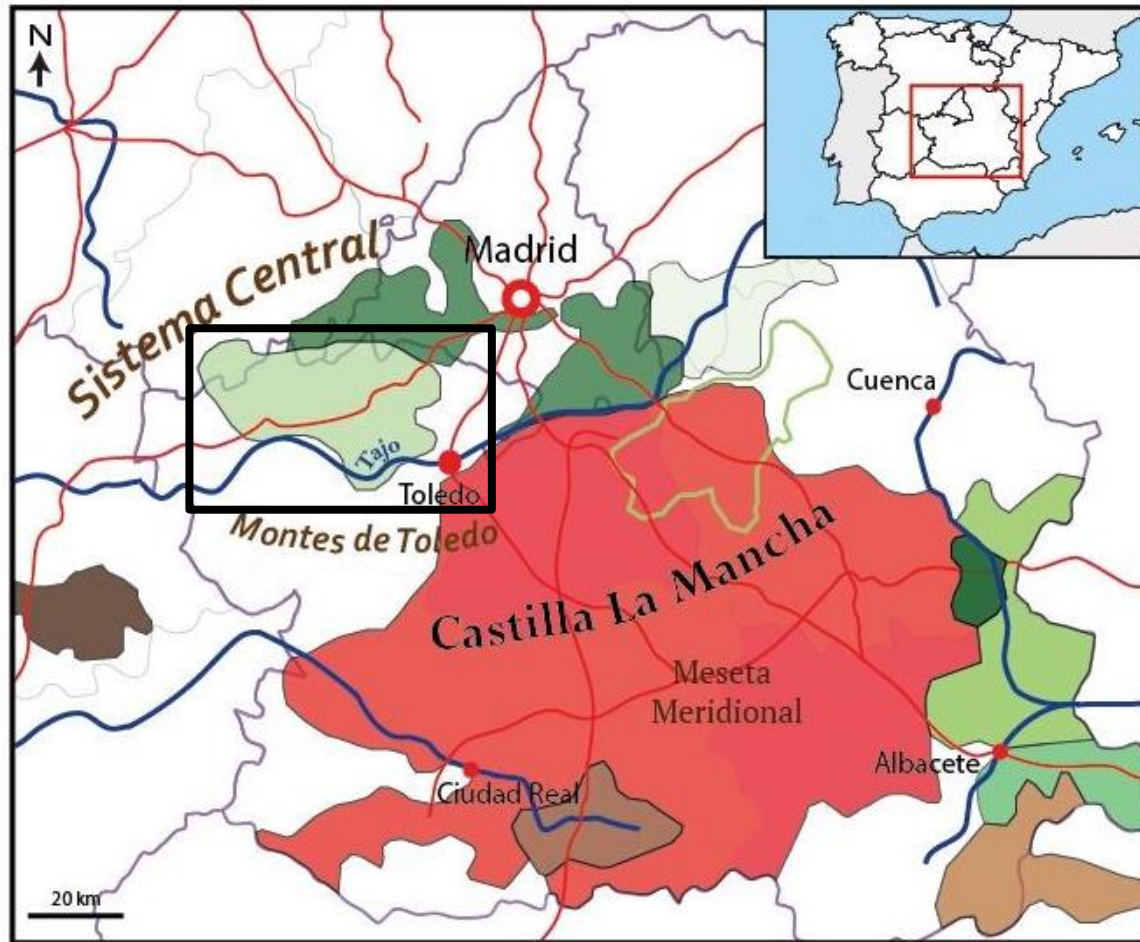 N
Madrid
Sistema Central
Cuenca
Tajo
Toledo
Montes de Toledo
Castilla La Mancha
Meseta
Meridional
Albacete
Ciudad Real
20 km